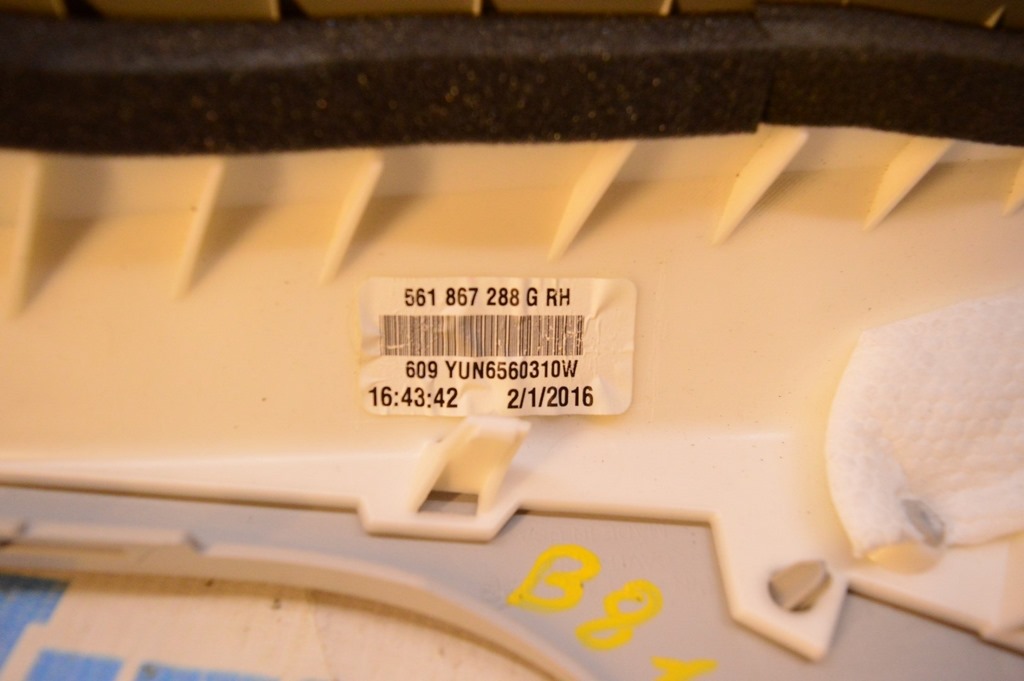 561 867 288 G RH
609 YUN6560310W
16:43:42 2/1/2016
B8